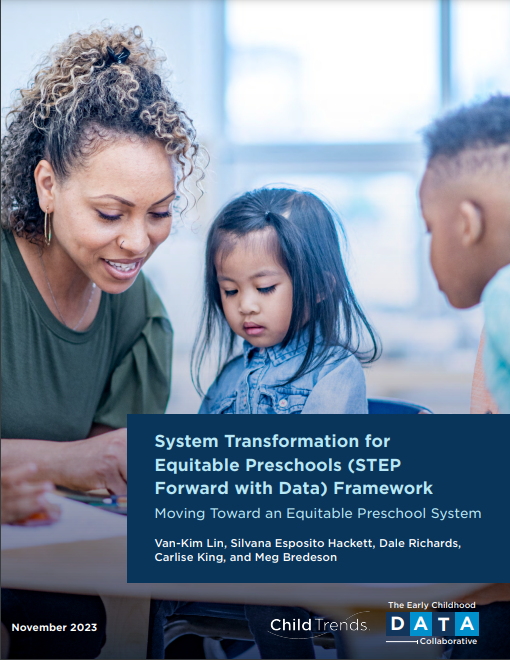 System Transformation for
Equitable Preschools (STEP
Forward with Data) Framework
Moving Toward an Equitable Preschool System
Van-Kim Lin, Silvana Esposito Hackett, Dale Richards,
Carlise King, and Meg Bredeson
November 2023
Child Trends.
The Early Childhood
DATA
Collaborative